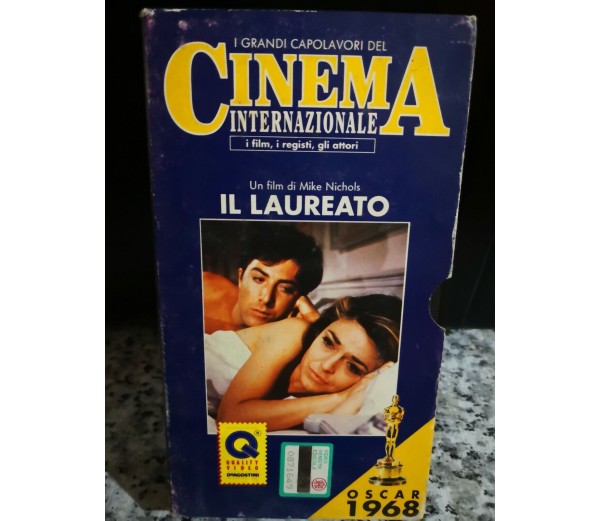 I GRANDI CAPOLAVORI DEL
CINEMA
INTERNAZIONALE
i film, i registi, gli attori
Un film di Mike Nichols
IL LAUREATO
Q
QUALITY
VIDEO
DeAGOSTINI
0871649
OSCAR
1968